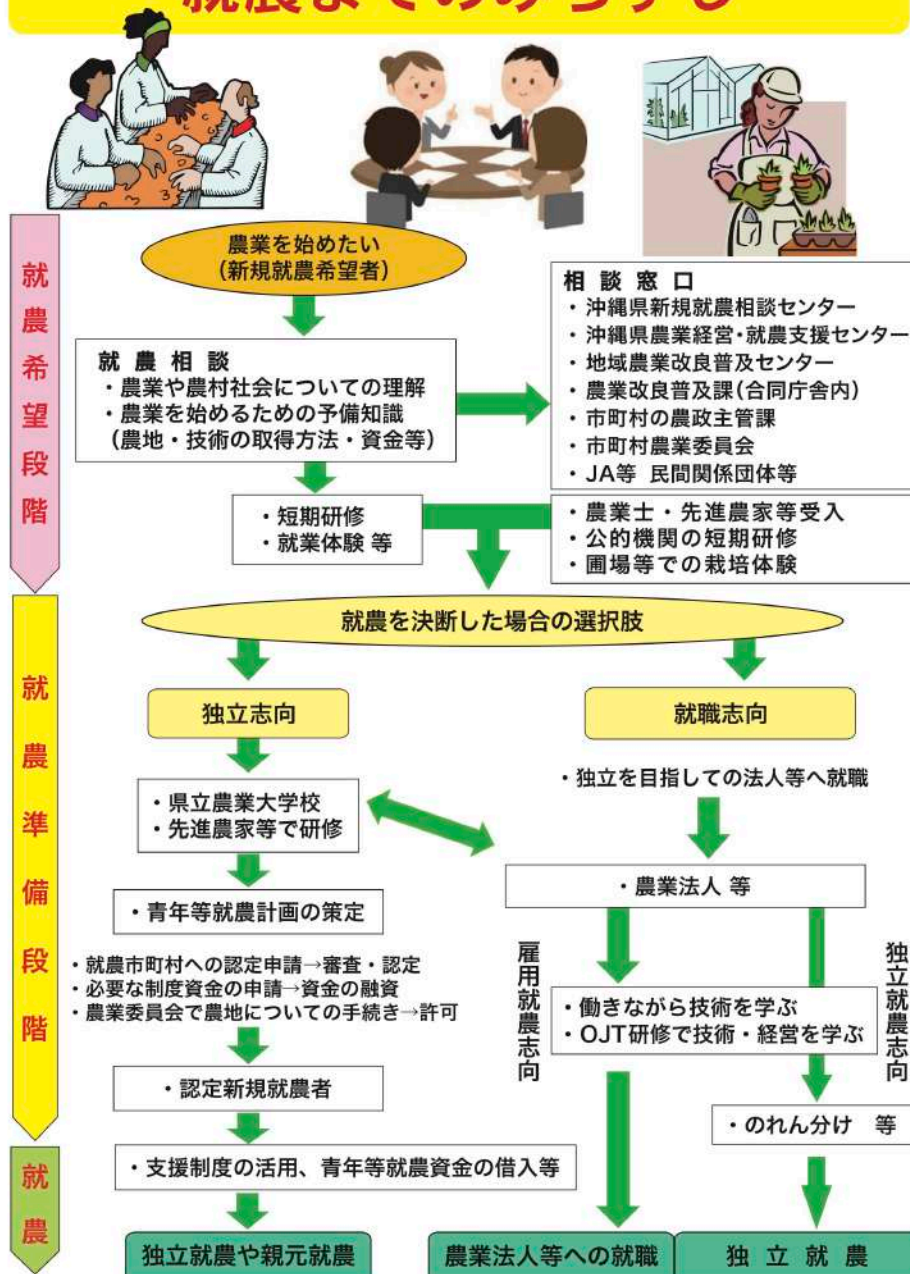 就農までのみちすじ
就農希望段階
農業を始めたい
(新規就農希望者)
就農相談
・農業や農村社会についての理解
・農業を始めるための予備知識
(農地・技術の取得方法・資金等)
相談窓口
・沖縄県新規就農相談センター
・沖縄県農業経営・就農支援センター
・地域農業改良普及センター
・農業改良普及課(合同庁舎内)
・市町村の農政主管課
・市町村農業委員会
・JA等 民間関係団体等
・短期研修
・就業体験 等
・農業士・先進農家等受入
・公的機関の短期研修
・圃場等での栽培体験
就農準備段階
就農を決断した場合の選択肢
独立志向
就職志向
・県立農業大学校
・先進農家等で研修
・独立を目指しての法人等へ就職
・青年等就農計画の策定
・農業法人 等
・就農市町村への認定申請→審査・認定
・必要な制度資金の申請→資金の融資
・農業委員会で農地についての手続き→許可
雇用就農志向
・働きながら技術を学ぶ
・OJT研修で技術・経営を学ぶ
独立就農志向
・認定新規就農者
・のれん分け 等
就農
・支援制度の活用、青年等就農資金の借入等
独立就農や親元就農
農業法人等への就職
独立就農